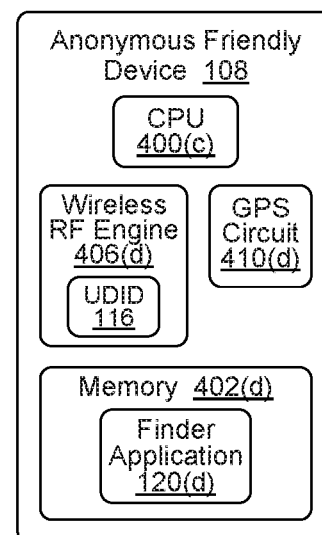 Anonymous Friendly
Device 108
CPU
400(c)
Wireless
RF Engine
406(d)
UDID
116
GPS
Circuit
410(d)
Memory 402(d)
Finder
Application
120(d)